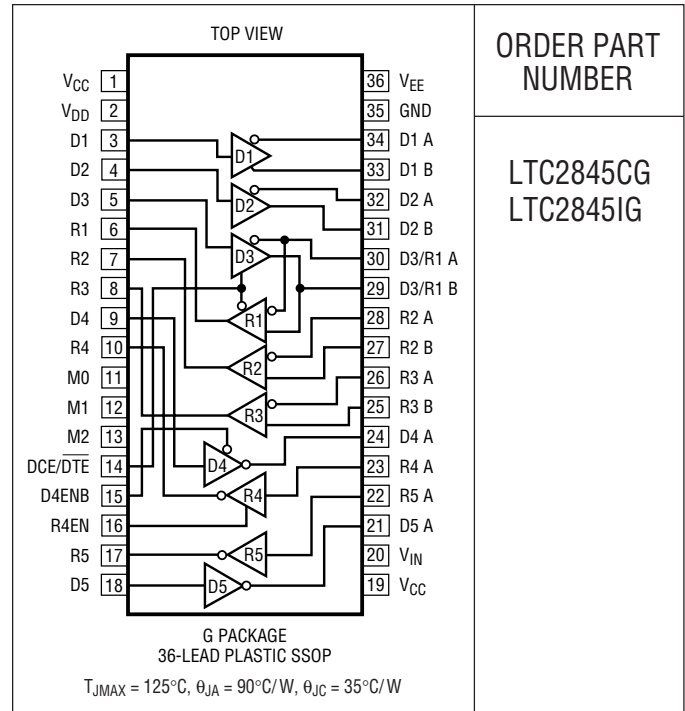 TOP VIEW
ORDER PART
NUMBER
LTC2845CG
LTC2845IG
VCC 1
VDD 2
D1 3
D2 4
D3 5
R1 6
R2 7
R3 8
D4 9
R4 10
M0 11
M1 12
M2 13
DCE/DTE 14
D4ENB 15
R4EN 16
R5 17
D5 18
D1
D2
D3
R1
R2
R3
D4
R4
R5
D5
36 VEE
35 GND
34 D1 A
33 D1 B
32 D2 A
31 D2 B
30 D3/R1 A
29 D3/R1 B
28 R2 A
27 R2 B
26 R3 A
25 R3 B
24 D4 A
23 R4 A
22 R5 A
21 D5 A
20 VIN
19 VCC
G PACKAGE
36-LEAD PLASTIC SSOP
TJMAX = 125°C, θJA = 90°C/W, θJC = 35°C/W